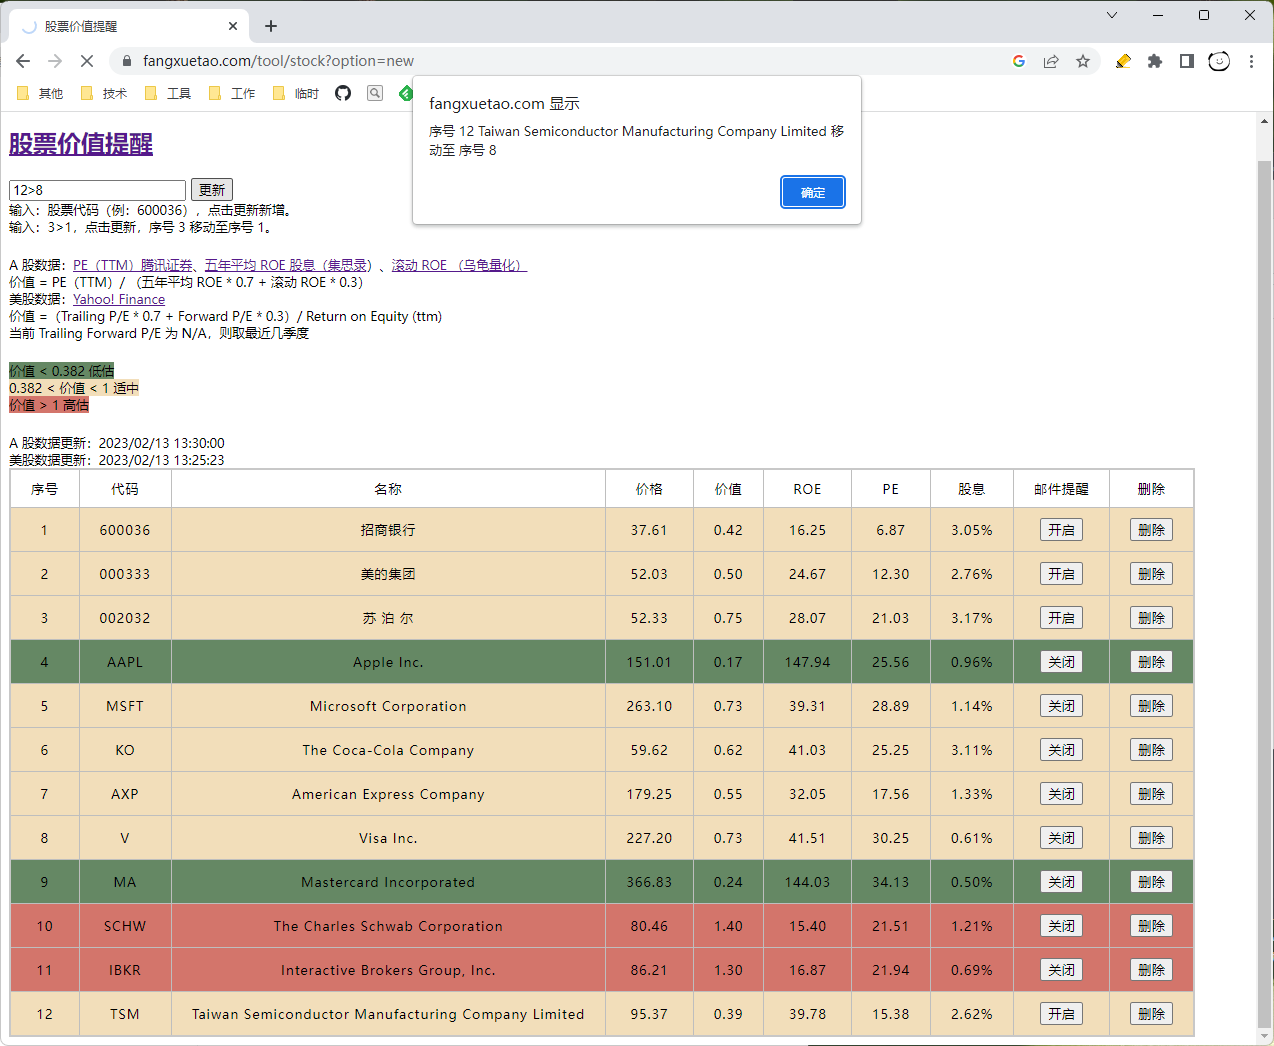 股票价值提醒
fangxuetao.com/tool/stock?option=new
其他 技术 工具 工作 临时
fangxuetao.com 显示
序号 12 Taiwan Semiconductor Manufacturing Company Limited 移
动至 序号 8
确定
股票价值提醒
12>8 更新
输入：股票代码（例：600036），点击更新新增。
输入：3>1，点击更新，序号 3 移动至序号 1。
A 股数据：PE（TTM）腾讯证券、五年平均 ROE 股息（集思录）、滚动 ROE （乌龟量化）
价值 = PE（TTM）/ （五年平均 ROE * 0.7 + 滚动 ROE * 0.3）
美股数据：Yahoo! Finance
价值 =（Trailing P/E * 0.7 + Forward P/E * 0.3）/ Return on Equity (ttm)
当前 Trailing Forward P/E 为 N/A，则取最近几季度
价值 < 0.382 低估
0.382 < 价值 < 1 适中
价值 > 1 高估
A 股数据更新：2023/02/13 13:30:00
美股数据更新：2023/02/13 13:25:23
序号 代码 名称 价格 价值 ROE PE 股息 邮件提醒 删除
1 600036 招商银行 37.61 0.42 16.25 6.87 3.05% 开启 删除
2 000333 美的集团 52.03 0.50 24.67 12.30 2.76% 开启 删除
3 002032 苏 泊 尔 52.33 0.75 28.07 21.03 3.17% 开启 删除
4 AAPL Apple Inc. 151.01 0.17 147.94 25.56 0.96% 关闭 删除
5 MSFT Microsoft Corporation 263.10 0.73 39.31 28.89 1.14% 关闭 删除
6 KO The Coca-Cola Company 59.62 0.62 41.03 25.25 3.11% 关闭 删除
7 AXP American Express Company 179.25 0.55 32.05 17.56 1.33% 关闭 删除
8 V Visa Inc. 227.20 0.73 41.51 30.25 0.61% 关闭 删除
9 MA Mastercard Incorporated 366.83 0.24 144.03 34.13 0.50% 关闭 删除
10 SCHW The Charles Schwab Corporation 80.46 1.40 15.40 21.51 1.21% 关闭 删除
11 IBKR Interactive Brokers Group, Inc. 86.21 1.30 16.87 21.94 0.69% 关闭 删除
12 TSM Taiwan Semiconductor Manufacturing Company Limited 95.37 0.39 39.78 15.38 2.62% 开启 删除